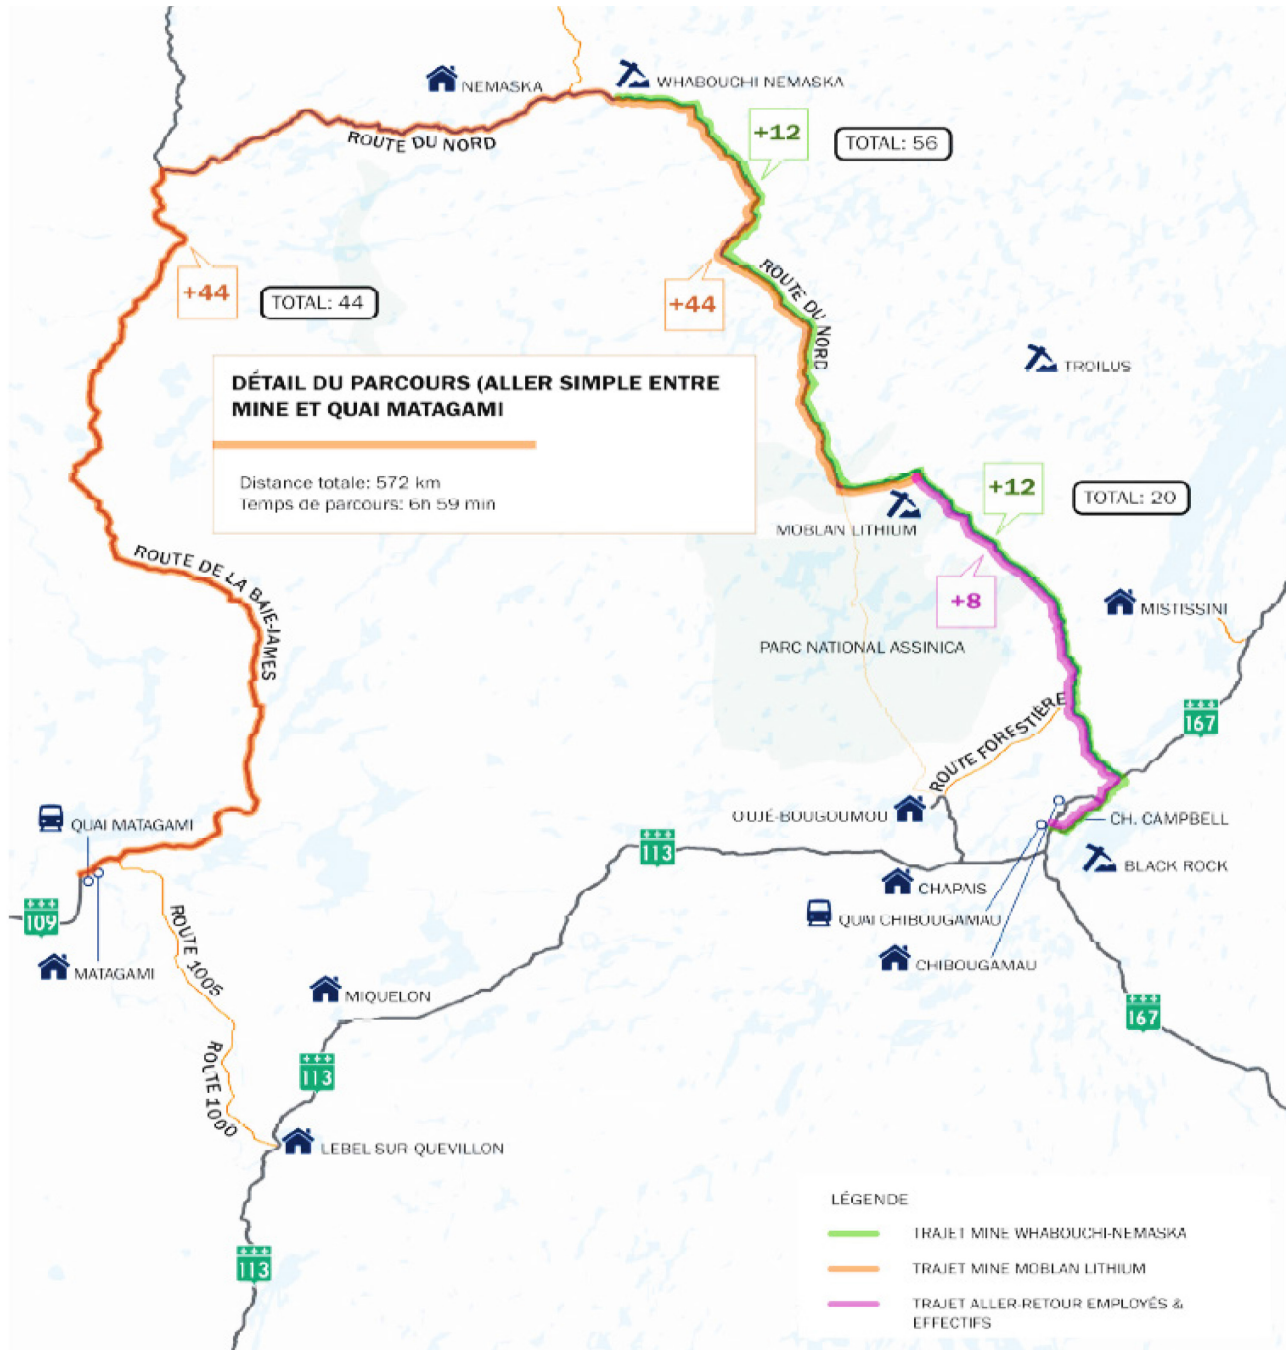 NEMASKA
WHABOUCHI NEMASKA
ROUTE DU NORD
+12
TOTAL: 56
+44
TOTAL: 44
+44
ROUTE DU NORD
TROILUS
DÉTAIL DU PARCOURS (ALLER SIMPLE ENTRE
MINE ET QUAI MATAGAMI
Distance totale: 572 km
Temps de parcours: 6h 59 min
+12
TOTAL: 20
MOBLAN LITHIUM
ROUTE DE LA BAIE-JAMES
+8
MISTISSINI
PARC NATIONAL ASSINICA
167
ROUTE FORESTIÈRE
QUAI MATAGAMI
OUJÉ-BOUGOUMOU
CH. CAMPBELL
113
BLACK ROCK
CHAPAIS
109
QUAI CHIBOUGAMAU
ROUTE 1005
MATAGAMI
CHIBOUGAMAU
MIQUELON
167
ROUTE 1000
113
LEBEL SUR QUEVILLON
113
LÉGENDE
TRAJET MINE WHABOUCHI-NEMASKA
TRAJET MINE MOBLAN LITHIUM
TRAJET ALLER-RETOUR EMPLOYÉS &
EFFECTIFS